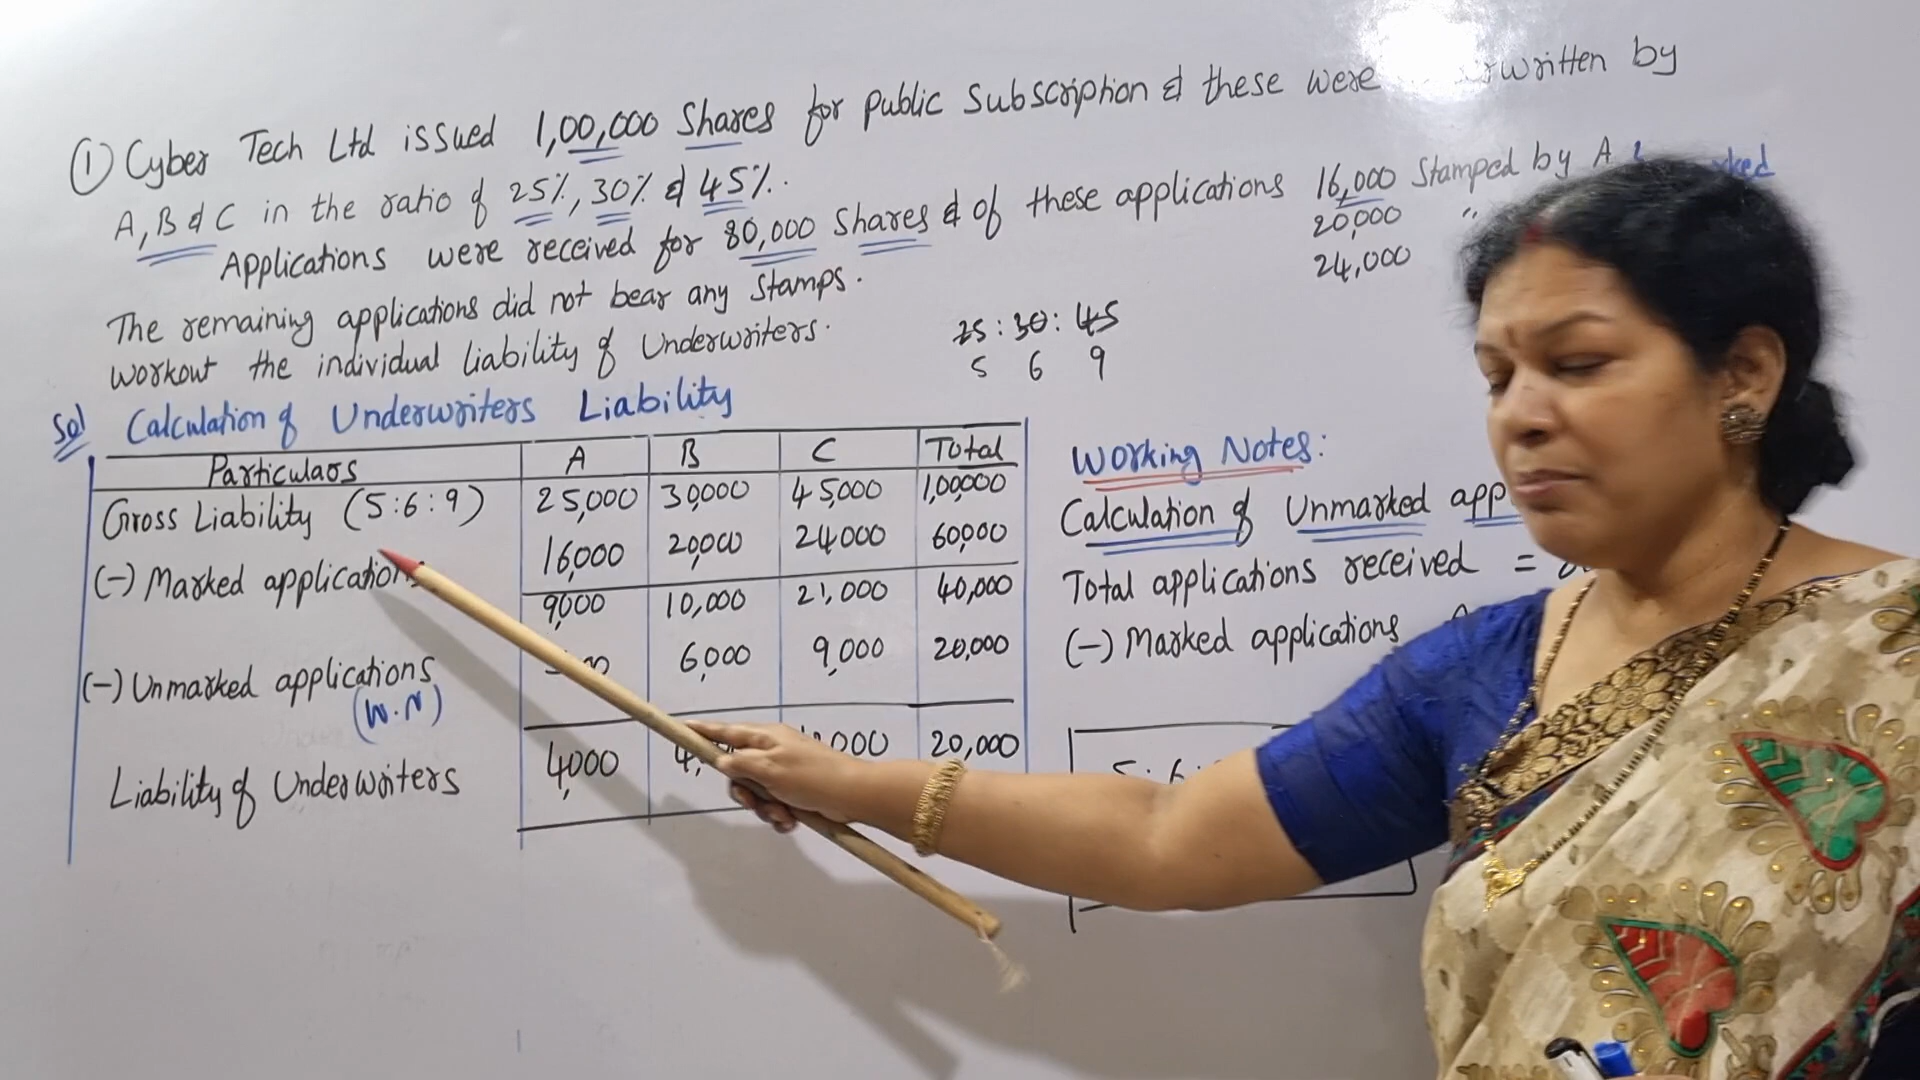 ① Cyber Tech Ltd issued 1,00,000 Shares for public Subscription & these were by
A, B & C in the ratio of 25%, 30% & 45%.
Applications were received for 80,000 Shares & of these applications 16,000 Stamped by A
20,000 "
24,000
The remaining applications did not bear any Stamps.
workout the individual liability of Underwriters.
25 : 30 : 45
5 6 9
Sol Calculation of Underwriters Liability
Particulars A B C Total
Gross Liability (5:6:9) 25,000 30,000 45,000 1,00,000
(-) Marked applications 16,000 20,000 24000 60,000
9,000 10,000 21,000 40,000
(-) Unmarked applications 6,000 9,000 20,000
(W.N)
Liability of Underwriters 4,000 20,000
Working Notes:
Calculation of Unmarked app
Total applications received =
(-) Marked applications
5 : 6 :